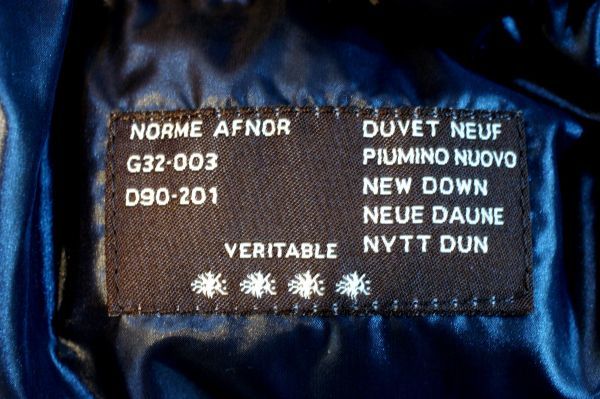 NORME AFNOR
G32-003
D90-201
DUVET NEUF
PIUMINO NUOVO
NEW DOWN
NEUE DAUNE
NYTT DUN
VERITABLE